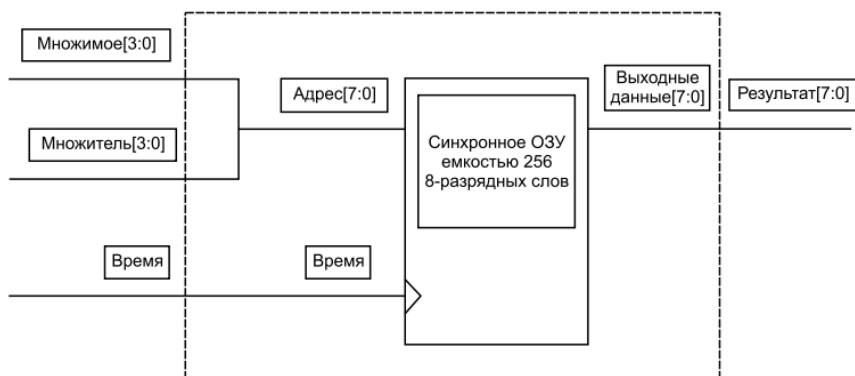 Множимое[3:0]
Адрес[7:0]
Выходные
данные[7:0]
Результат[7:0]
Множитель[3:0]
Синхронное ОЗУ
емкостью 256
8-разрядных слов
Время
Время